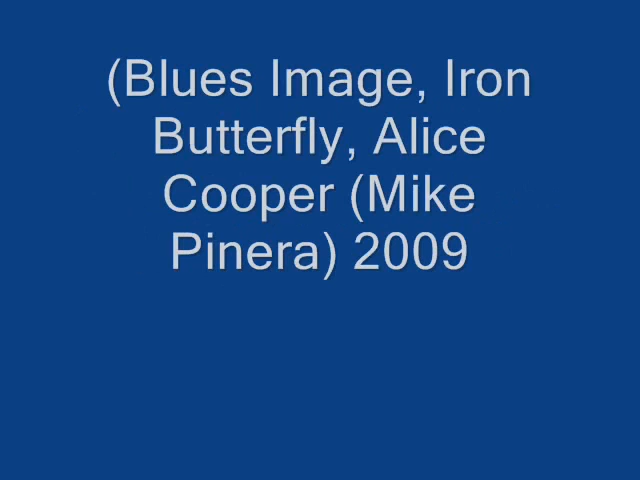 (Blues Image, Iron
Butterfly, Alice
Cooper (Mike
Pinera) 2009